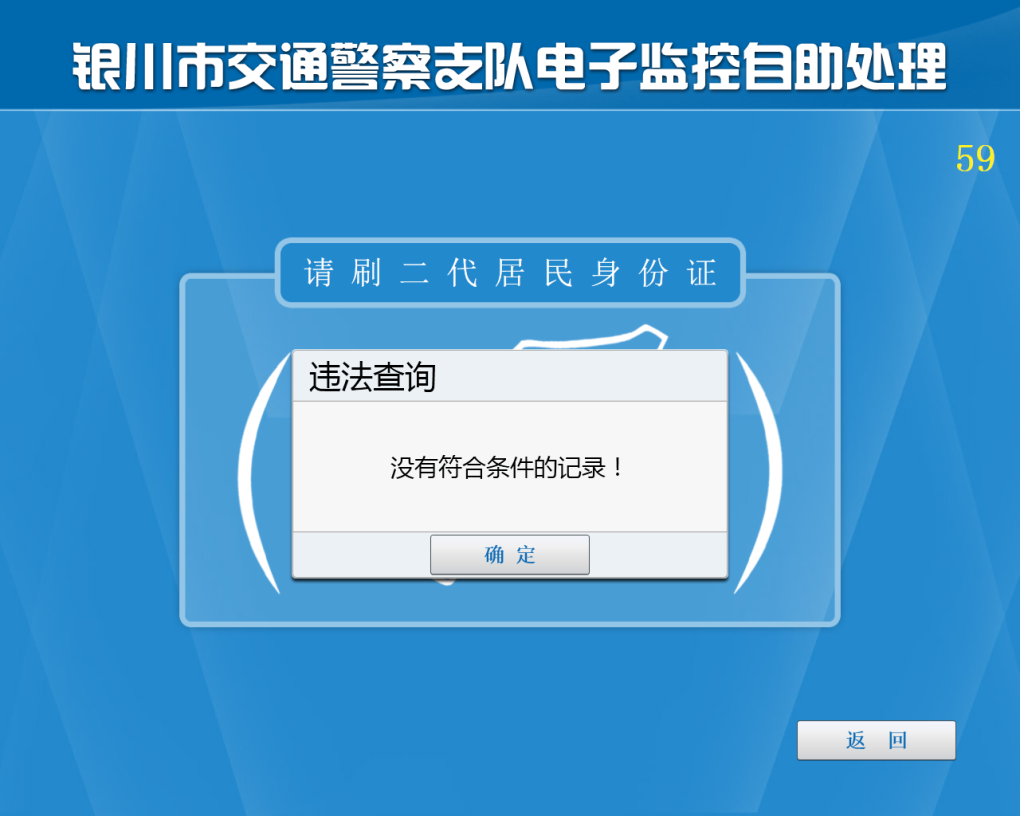 银川市交通警察支队电子监控自助处理
59
请刷二代居民身份证
违法查询
没有符合条件的记录！
确定
返回